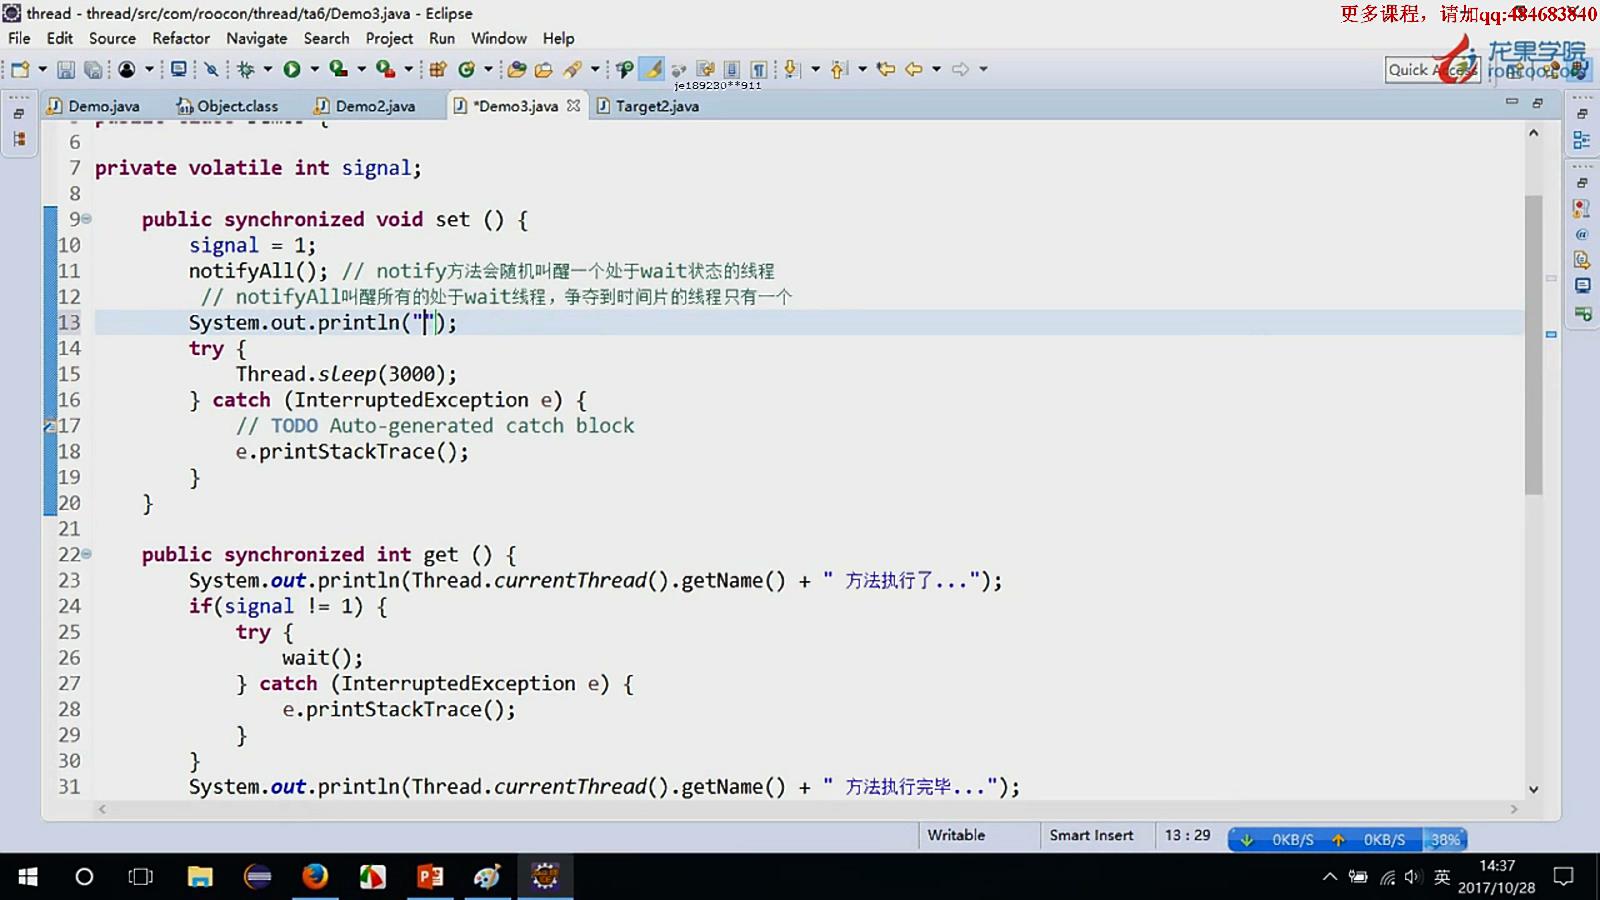 thread - thread/src/com/roocon/thread/ta6/Demo3.java - Eclipse
更多课程，请加qq:484683840
File Edit Source Refactor Navigate Search Project Run Window Help
龙果学院
Quick Access
roncoo.com
je189230**911
Demo.java Object.class Demo2.java *Demo3.java Target2.java
6
7 private volatile int signal;
8
9 public synchronized void set () {
10 signal = 1;
11 notifyAll(); // notify方法会随机叫醒一个处于wait状态的线程
12 // notifyAll叫醒所有的处于wait线程，争夺到时间片的线程只有一个
13 System.out.println("");
14 try {
15 Thread.sleep(3000);
16 } catch (InterruptedException e) {
17 // TODO Auto-generated catch block
18 e.printStackTrace();
19 }
20 }
21
22 public synchronized int get () {
23 System.out.println(Thread.currentThread().getName() + " 方法执行了...");
24 if(signal != 1) {
25 try {
26 wait();
27 } catch (InterruptedException e) {
28 e.printStackTrace();
29 }
30 }
31 System.out.println(Thread.currentThread().getName() + " 方法执行完毕...");
Writable Smart Insert 13 : 29 0KB/S 0KB/S 38%
英 14:37
2017/10/28